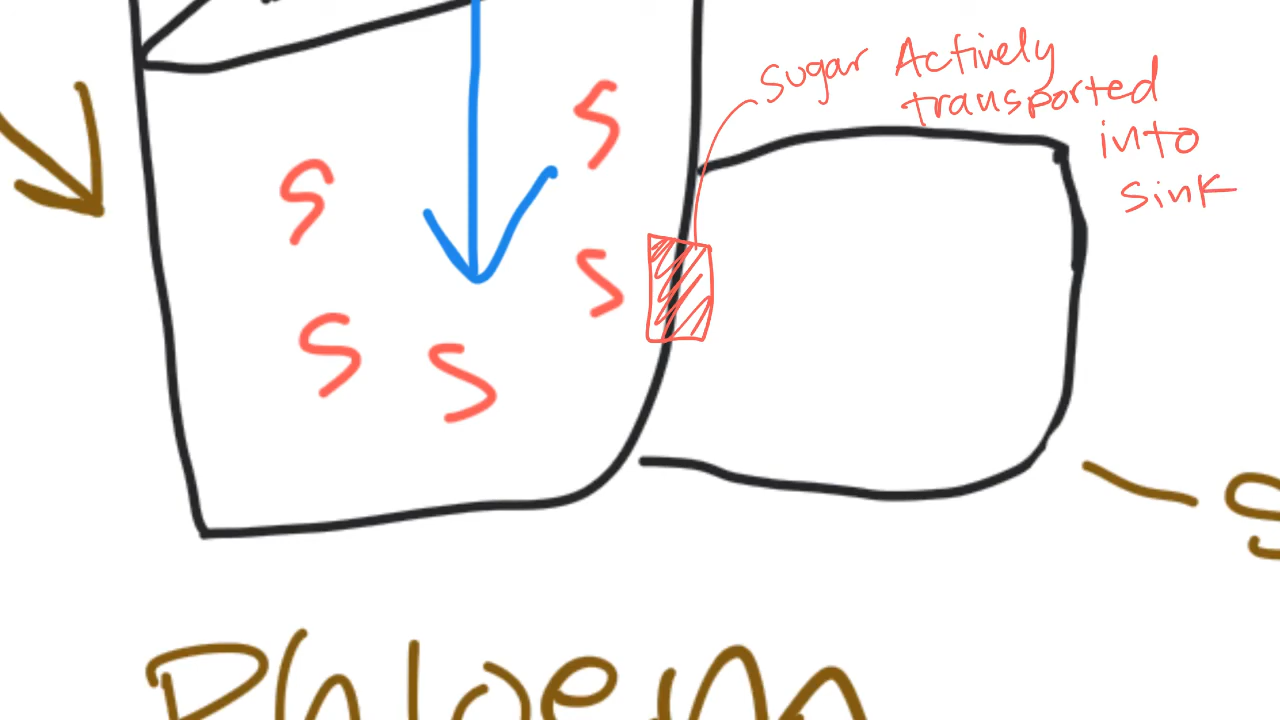 sugar Actively
transported
into
sink
S
S
S
S
S
Phloem